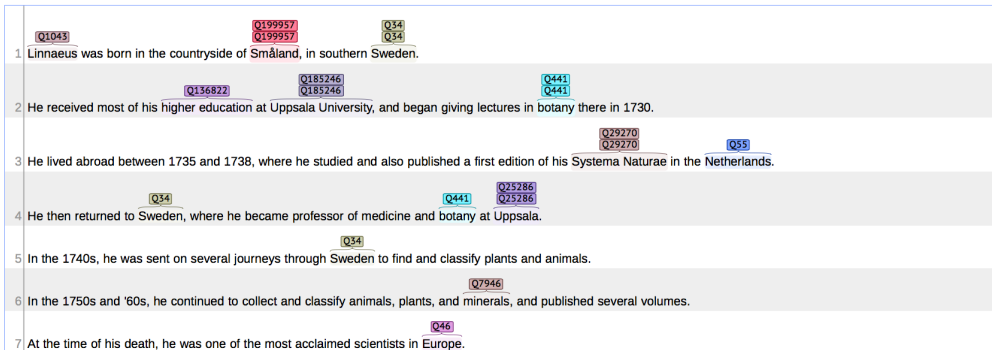 Q1043 Q199957 Q199957 Q34 Q34
1 Linnaeus was born in the countryside of Småland, in southern Sweden.
Q136822 Q185246 Q185246 Q441 Q441
2 He received most of his higher education at Uppsala University, and began giving lectures in botany there in 1730.
Q29270 Q29270 Q55
3 He lived abroad between 1735 and 1738, where he studied and also published a first edition of his Systema Naturae in the Netherlands.
Q34 Q441 Q25286 Q25286
4 He then returned to Sweden, where he became professor of medicine and botany at Uppsala.
Q34
5 In the 1740s, he was sent on several journeys through Sweden to find and classify plants and animals.
Q7946
6 In the 1750s and '60s, he continued to collect and classify animals, plants, and minerals, and published several volumes.
Q46
7 At the time of his death, he was one of the most acclaimed scientists in Europe.